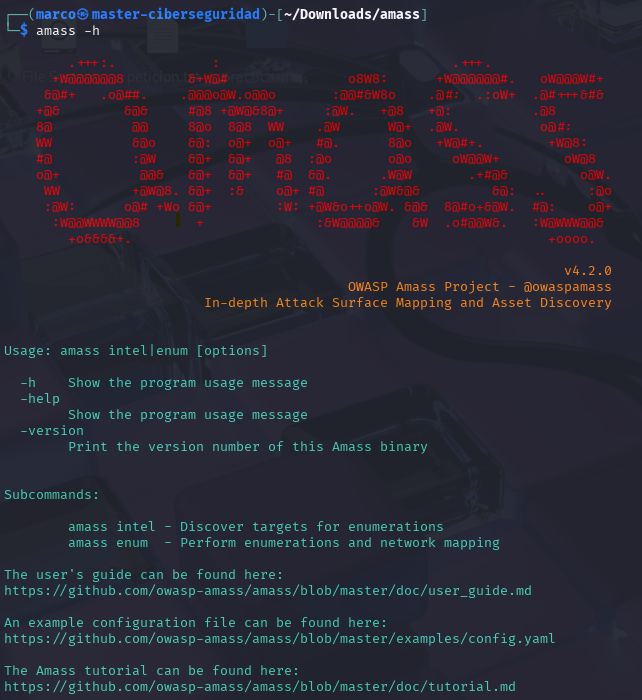 ┌──(marco㉿master-ciberseguridad)-[~/Downloads/amass]
└─$ amass -h
v4.2.0
OWASP Amass Project - @owaspamass
In-depth Attack Surface Mapping and Asset Discovery
Usage: amass intel|enum [options]
-h    Show the program usage message
-help
Show the program usage message
-version
Print the version number of this Amass binary
Subcommands:
amass intel - Discover targets for enumerations
amass enum  - Perform enumerations and network mapping
The user's guide can be found here:
https://github.com/owasp-amass/amass/blob/master/doc/user_guide.md
An example configuration file can be found here:
https://github.com/owasp-amass/amass/blob/master/examples/config.yaml
The Amass tutorial can be found here:
https://github.com/owasp-amass/amass/blob/master/doc/tutorial.md